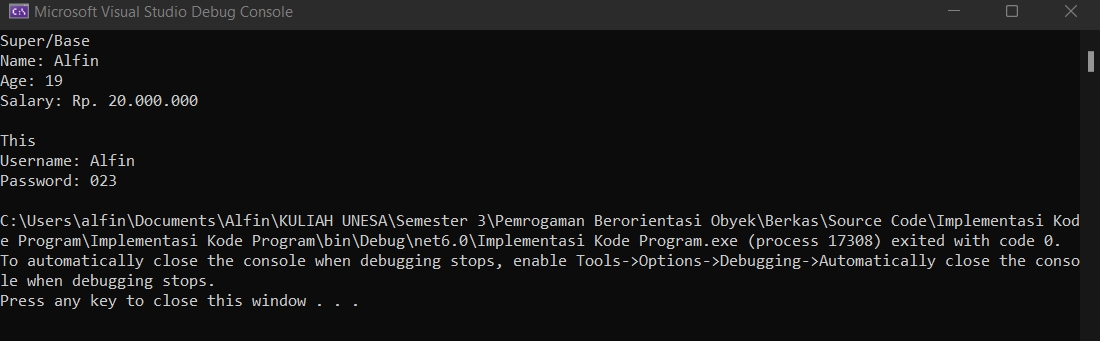 Microsoft Visual Studio Debug Console
Super/Base
Name: Alfin
Age: 19
Salary: Rp. 20.000.000
This
Username: Alfin
Password: 023
C:\Users\alfin\Documents\Alfin\KULIAH UNESA\Semester 3\Pemrogaman Berorientasi Obyek\Berkas\Source Code\Implementasi Kod
e Program\Implementasi Kode Program\bin\Debug\net6.0\Implementasi Kode Program.exe (process 17308) exited with code 0.
To automatically close the console when debugging stops, enable Tools->Options->Debugging->Automatically close the conso
le when debugging stops.
Press any key to close this window . . .